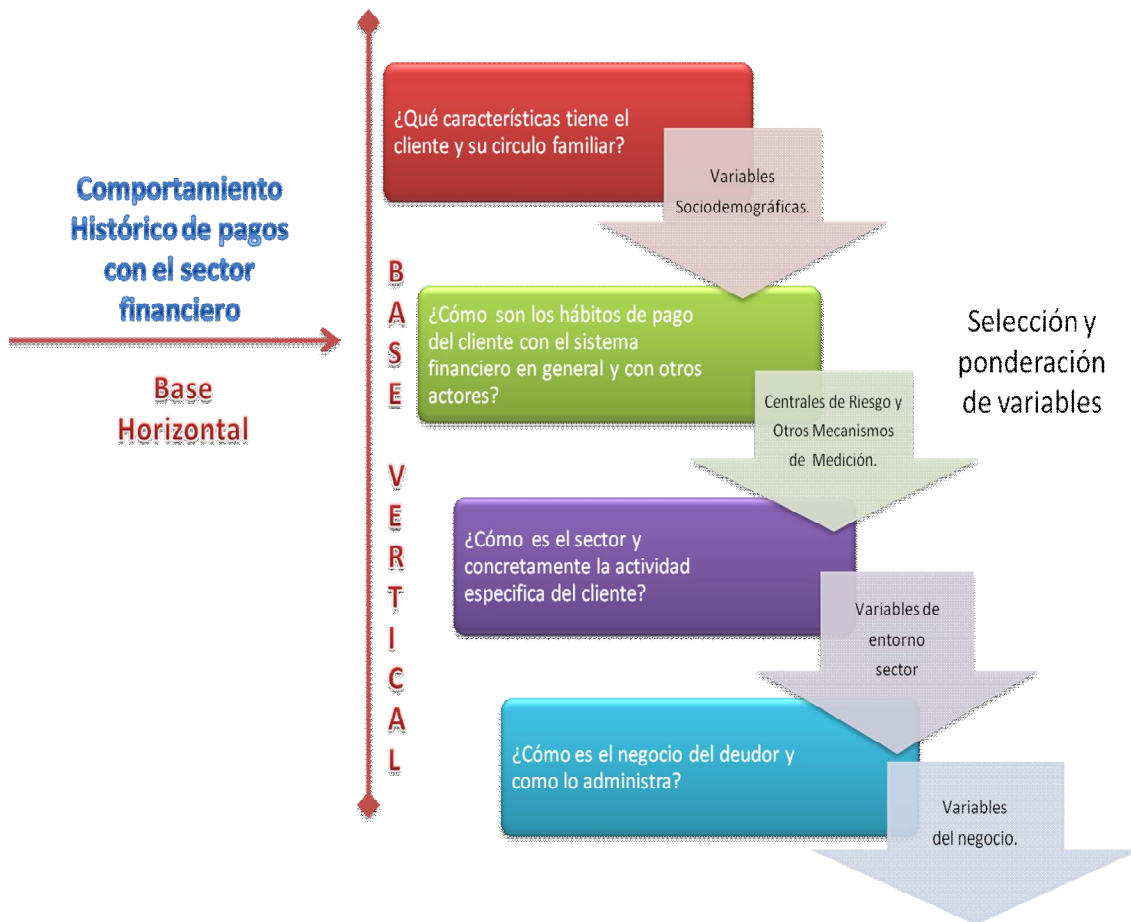 Comportamiento
Histórico de pagos
con el sector
financiero
Base
Horizontal
BASE
VERTICAL
¿Qué características tiene el
cliente y su circulo familiar?
Variables
Sociodemográficas.
¿Cómo son los hábitos de pago
del cliente con el sistema
financiero en general y con otros
actores?
Centrales de Riesgo y
Otros Mecanismos
de Medición.
¿Cómo es el sector y
concretamente la actividad
especifica del cliente?
Variables de
entorno
sector
¿Cómo es el negocio del deudor y
como lo administra?
Variables
del negocio.
Selección y
ponderación
de variables